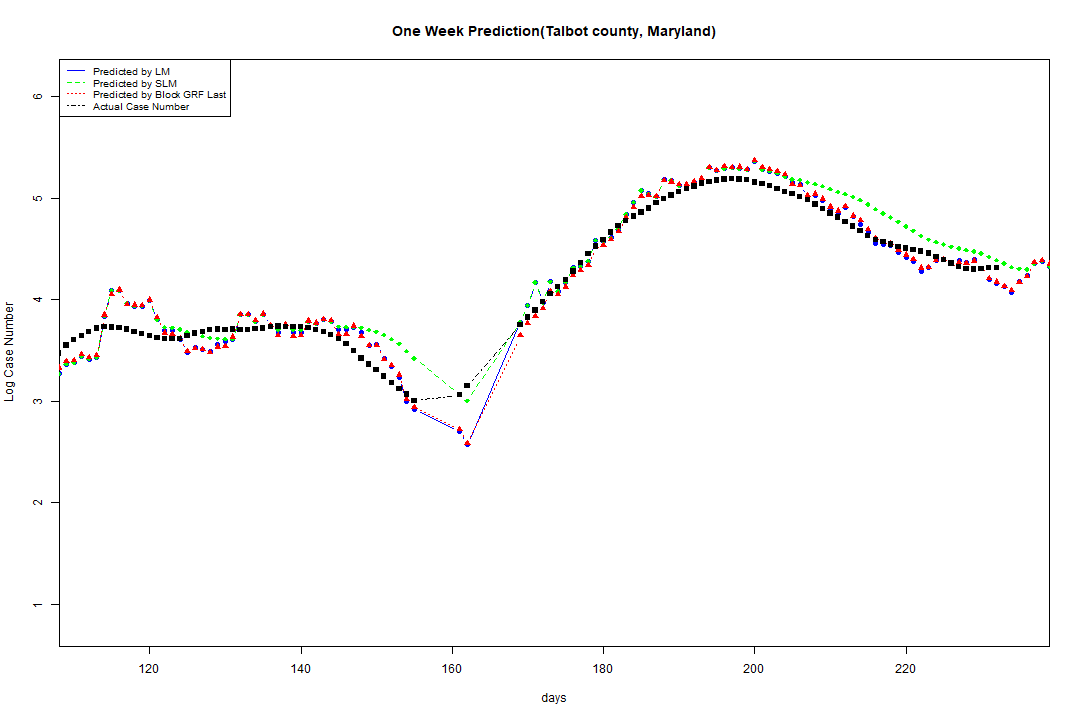 One Week Prediction(Talbot county, Maryland)
Predicted by LM
Predicted by SLM
Predicted by Block GRF Last
Actual Case Number
6
5
4
3
2
1
Log Case Number
120 140 160 180 200 220
days